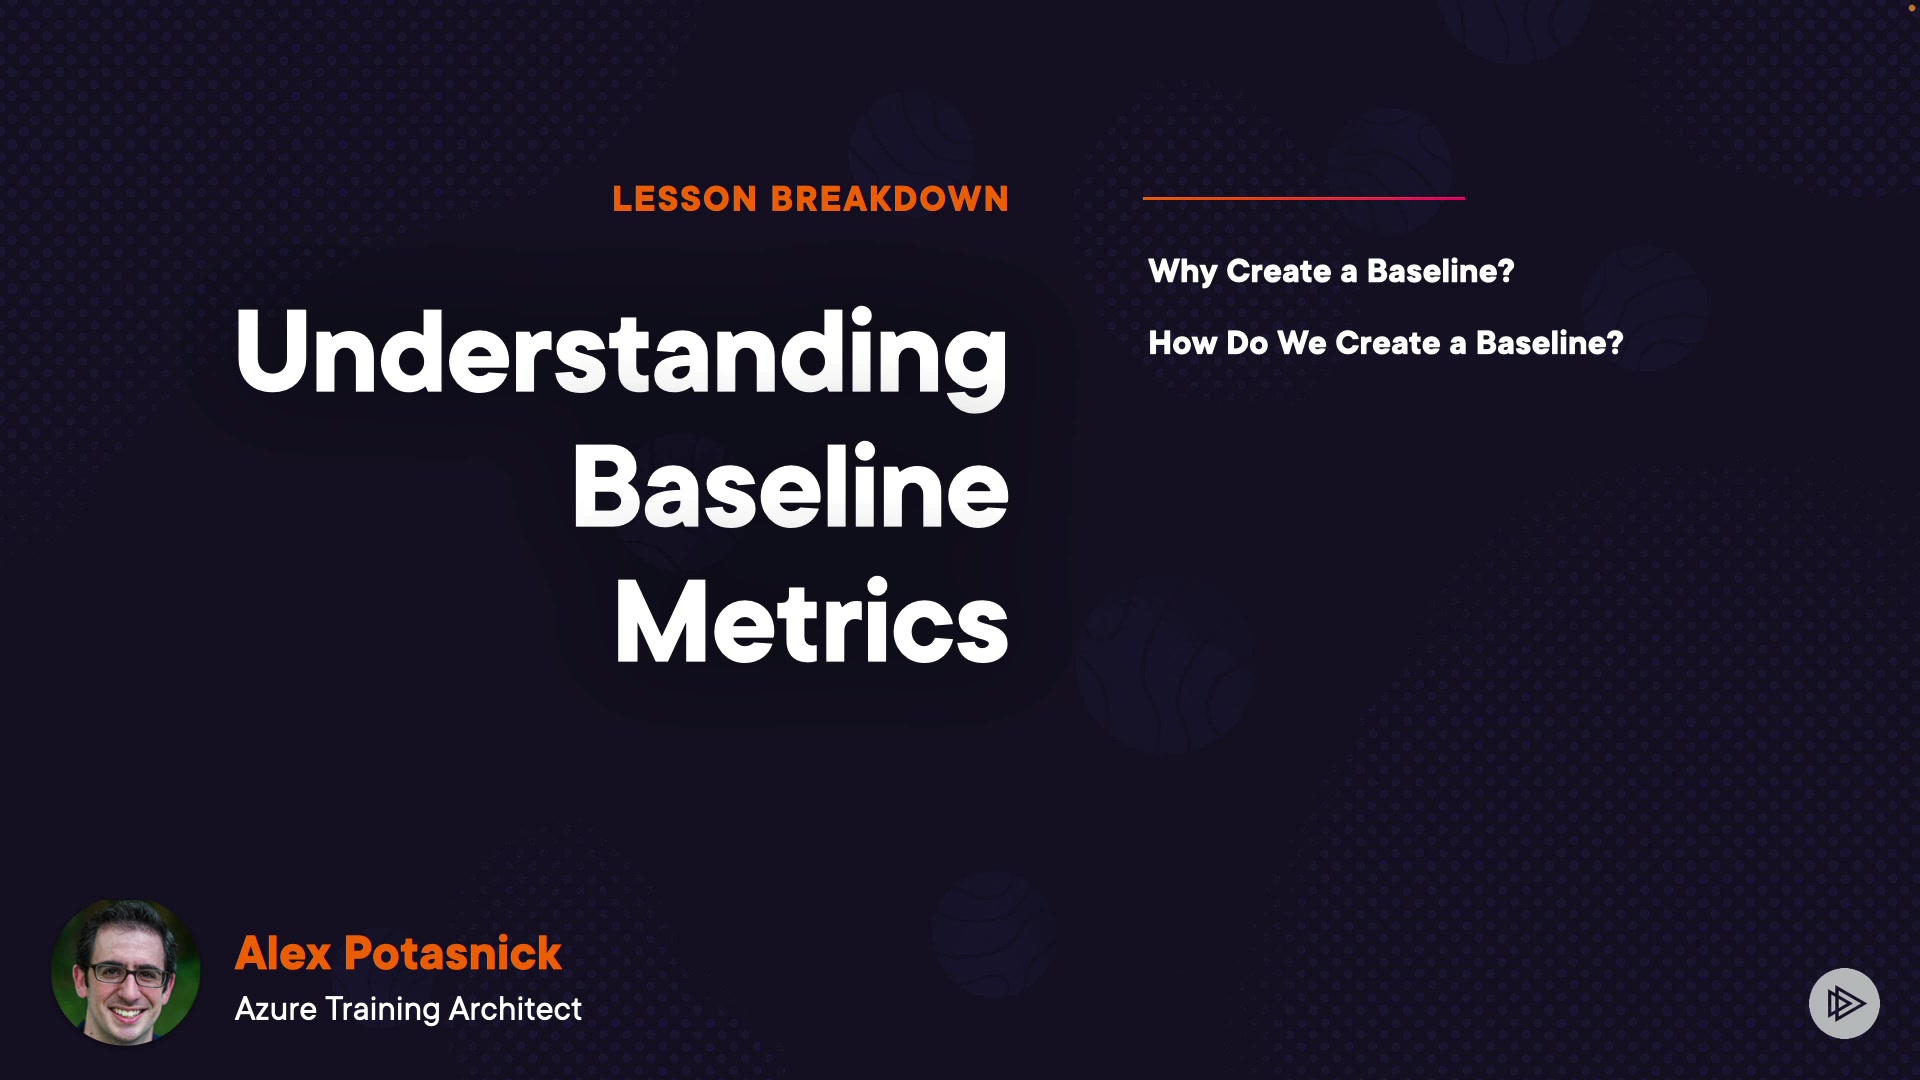 LESSON BREAKDOWN
Understanding
Baseline
Metrics
Why Create a Baseline?
How Do We Create a Baseline?
Alex Potasnick
Azure Training Architect